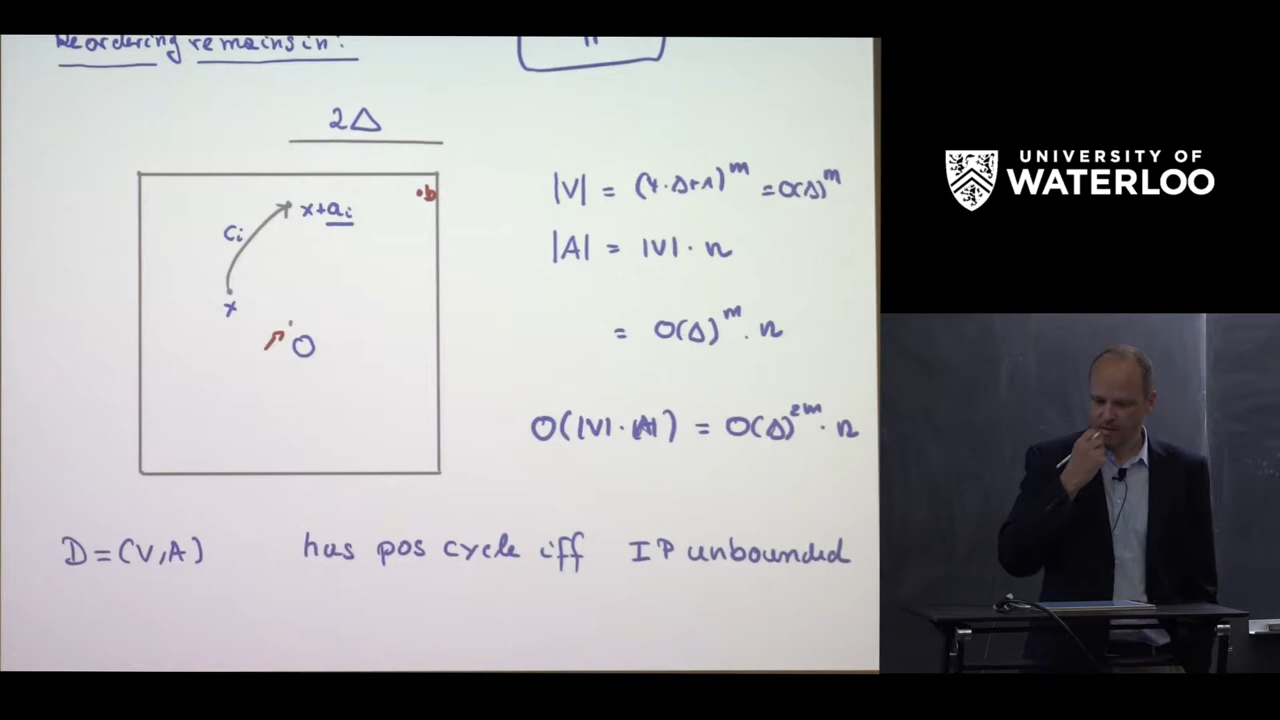 Reordering remains in:
n
2Δ
b
x+aᵢ
cᵢ
x
0
|V| = (4·Δ+1)^m = O(Δ)^m
|A| = |V|·n
= O(Δ)^m · n
O(|V|·|A|) = O(Δ)^2m · n
D=(V,A) has pos cycle iff IP unbounded
UNIVERSITY OF
WATERLOO